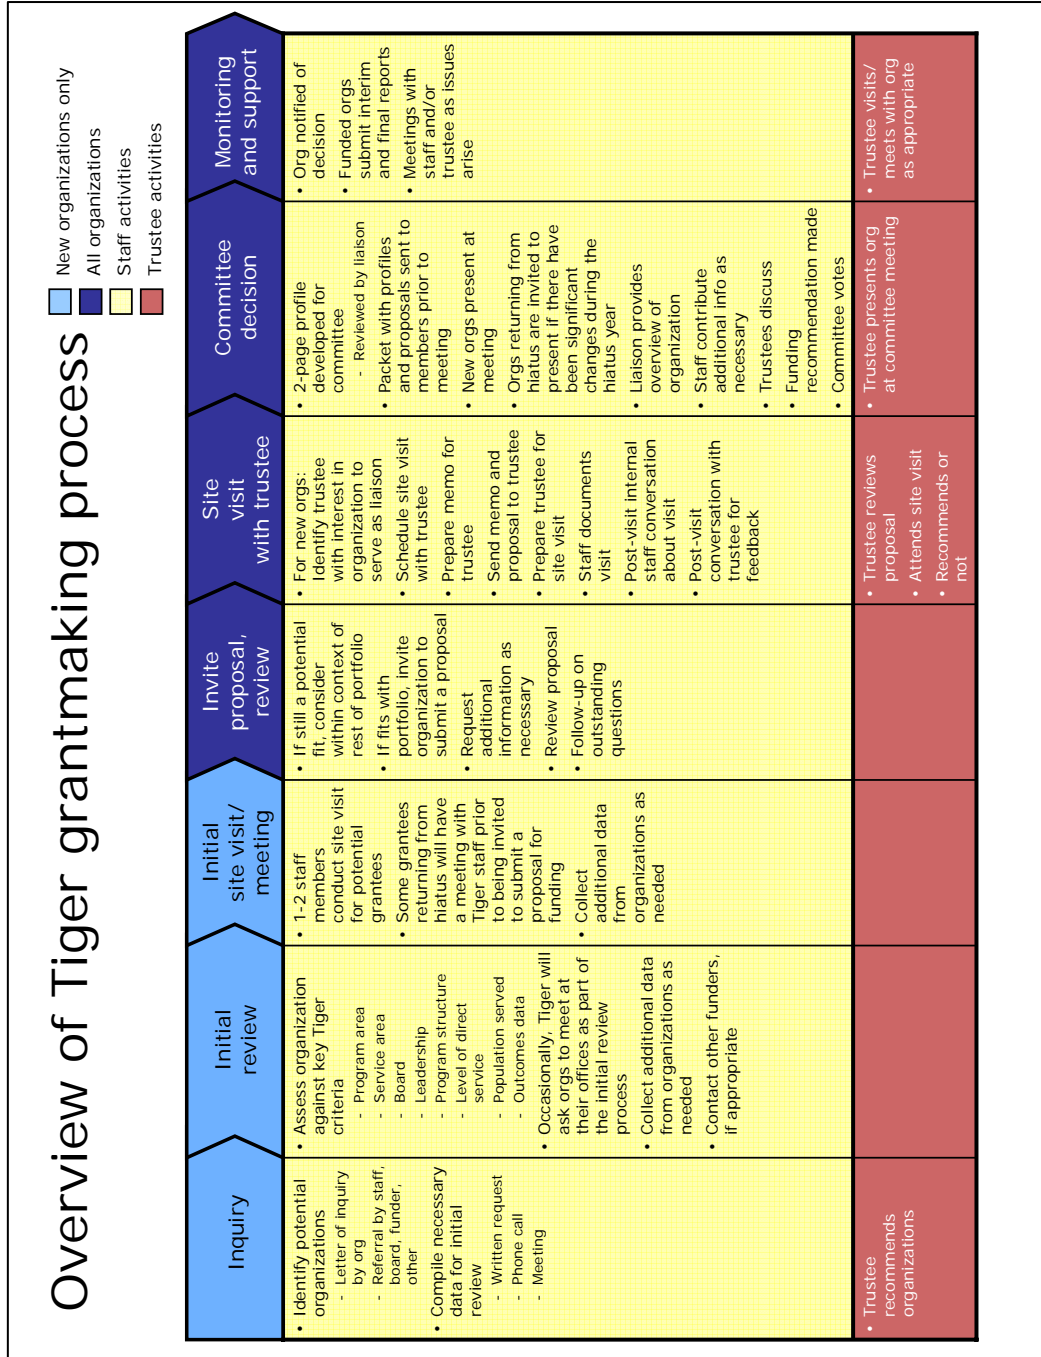 Overview of Tiger grantmaking process
New organizations only
All organizations
Staff activities
Trustee activities
Inquiry
Initial
review
Initial
site visit/
meeting
Invite
proposal,
review
Site
visit
with trustee
Committee
decision
Monitoring
and support
• Identify potential
organizations
- Letter of inquiry
by org
- Referral by staff,
board, funder,
other
• Compile necessary
data for initial
review
- Written request
- Phone call
- Meeting
• Assess organization
against key Tiger
criteria
- Program area
- Service area
- Board
- Leadership
- Program structure
- Level of direct
service
- Population served
- Outcomes data
• Occasionally, Tiger will
ask orgs to meet at
their offices as part of
the initial review
process
• Collect additional data
from organizations as
needed
• Contact other funders,
if appropriate
• 1-2 staff
members
conduct site visit
for potential
grantees
• Some grantees
returning from
hiatus will have
a meeting with
Tiger staff prior
to being invited
to submit a
proposal for
funding
• Collect
additional data
from
organizations as
needed
• If still a potential
fit, consider
within context of
rest of portfolio
• If fits with
portfolio, invite
organization to
submit a proposal
• Request
additional
information as
necessary
• Review proposal
• Follow-up on
outstanding
questions
• For new orgs:
Identify trustee
with interest in
organization to
serve as liaison
• Schedule site visit
with trustee
• Prepare memo for
trustee
• Send memo and
proposal to trustee
• Prepare trustee for
site visit
• Staff documents
visit
• Post-visit internal
staff conversation
about visit
• Post-visit
conversation with
trustee for
feedback
• 2-page profile
developed for
committee
- Reviewed by liaison
• Packet with profiles
and proposals sent to
members prior to
meeting
• New orgs present at
meeting
• Orgs returning from
hiatus are invited to
present if there have
been significant
changes during the
hiatus year
• Liaison provides
overview of
organization
• Staff contribute
additional info as
necessary
• Trustees discuss
• Funding
recommendation made
• Committee votes
• Org notified of
decision
• Funded orgs
submit interim
and final reports
• Meetings with
staff and/or
trustee as issues
arise
• Trustee
recommends
organizations
• Trustee reviews
proposal
• Attends site visit
• Recommends or
not
• Trustee presents org
at committee meeting
• Trustee visits/
meets with org
as appropriate